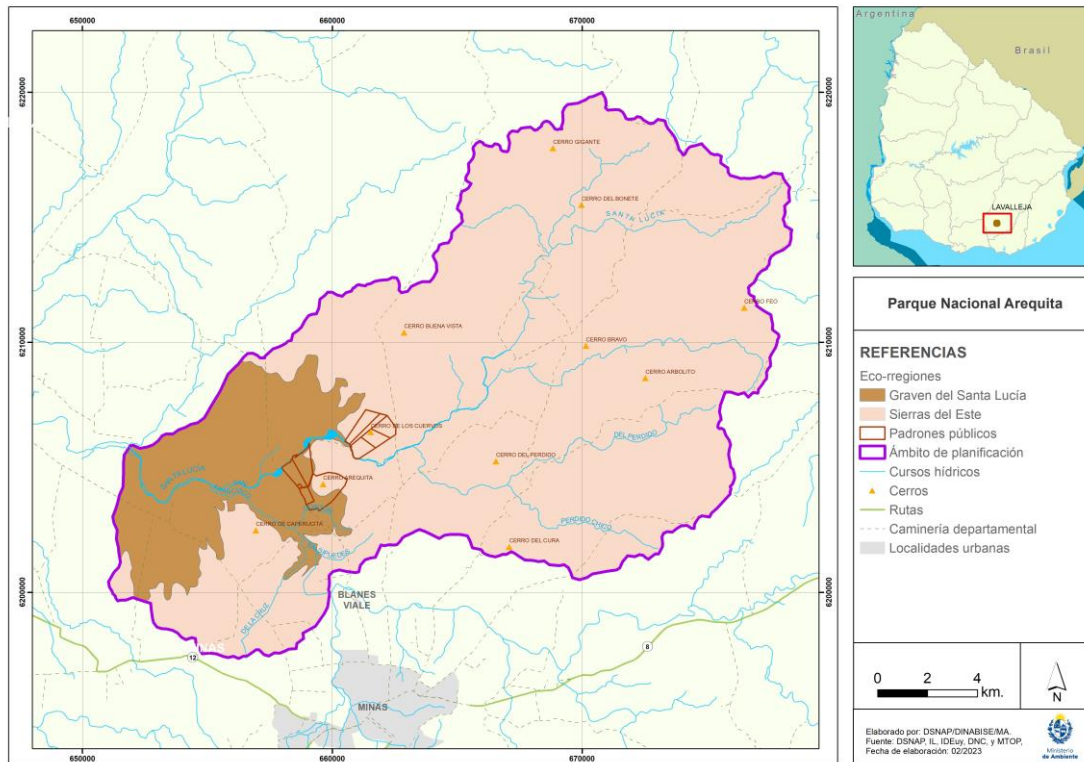 650000
660000
670000
6220000
6220000
CERRO GIGANTE
CERRO DEL BONETE
SANTA LUCÍA
CERRO FEO
CERRO BUENA VISTA
6210000
6210000
CERRO BRAVO
CERRO ARBOLITO
CERRO DE LOS CUERVOS
DEL PERDIDO
CERRO DEL PERDIDO
SANTA LUCÍA
CERRO AREQUITA
CERRO DE CAPERUCITA
PERDIDO CHICO
CERRO DEL CURA
DE LA CRUZ
6200000
6200000
BLANES
VIALE
12
8
MINAS
650000
660000
670000
Argentina
Brasil
LAVALLEJA
Parque Nacional Arequita
REFERENCIAS
Eco-rregiones
Graven del Santa Lucía
Sierras del Este
Padrones públicos
Ámbito de planificación
Cursos hídricos
Cerros
Rutas
Caminería departamental
Localidades urbanas
0 2 4
km.
N
Elaborado por: DSNAP/DINABISE/MA.
Fuente: DSNAP, IL, IDEuy, DNC, y MTOP,
Fecha de elaboración: 02/2023
Ministerio
de Ambiente